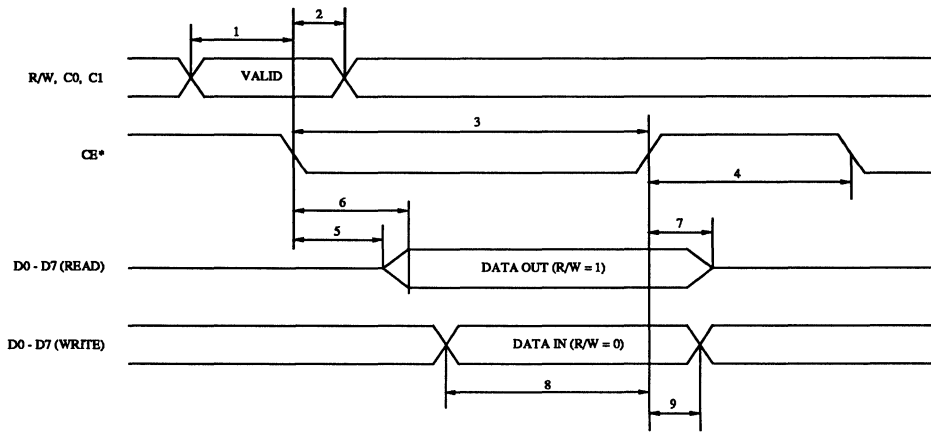 2
1
R/W, C0, C1
VALID
3
CE*
4
6
7
5
D0 - D7 (READ)
DATA OUT (R/W = 1)
D0 - D7 (WRITE)
DATA IN (R/W = 0)
8
9